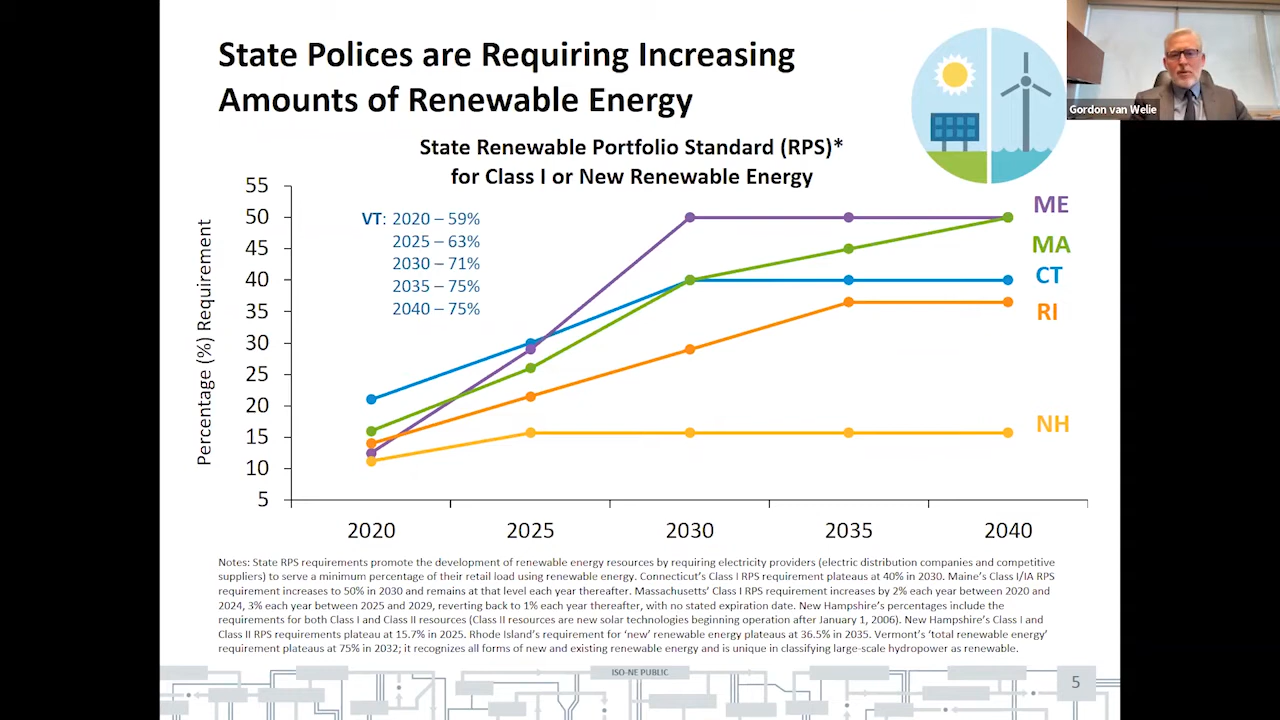 State Polices are Requiring Increasing
Amounts of Renewable Energy
Gordon van Welie
State Renewable Portfolio Standard (RPS)*
for Class I or New Renewable Energy
Percentage (%) Requirement
55
50
45
40
35
30
25
20
15
10
5
VT: 2020 – 59%
2025 – 63%
2030 – 71%
2035 – 75%
2040 – 75%
ME
MA
CT
RI
NH
2020 2025 2030 2035 2040
Notes: State RPS requirements promote the development of renewable energy resources by requiring electricity providers (electric distribution companies and competitive
suppliers) to serve a minimum percentage of their retail load using renewable energy. Connecticut's Class I RPS requirement plateaus at 40% in 2030. Maine's Class I/IA RPS
requirement increases to 50% in 2030 and remains at that level each year thereafter. Massachusetts' Class I RPS requirement increases by 2% each year between 2020 and
2024, 3% each year between 2025 and 2029, reverting back to 1% each year thereafter, with no stated expiration date. New Hampshire's percentages include the
requirements for both Class I and Class II resources (Class II resources are new solar technologies beginning operation after January 1, 2006). New Hampshire's Class I and
Class II RPS requirements plateau at 15.7% in 2025. Rhode Island's requirement for 'new' renewable energy plateaus at 36.5% in 2035. Vermont's 'total renewable energy'
requirement plateaus at 75% in 2032; it recognizes all forms of new and existing renewable energy and is unique in classifying large-scale hydropower as renewable.
ISO-NE PUBLIC
5